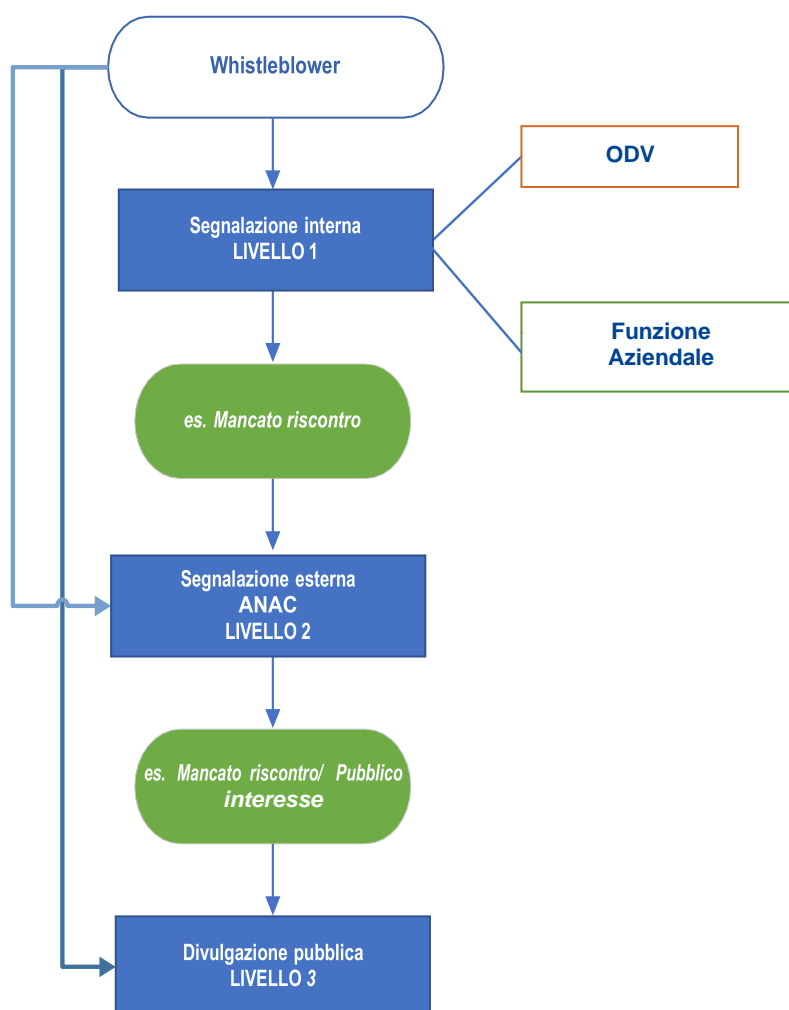 Whistleblower
ODV
Segnalazione interna
LIVELLO 1
Funzione
Aziendale
es. Mancato riscontro
Segnalazione esterna
ANAC
LIVELLO 2
es. Mancato riscontro/ Pubblico
interesse
Divulgazione pubblica
LIVELLO 3